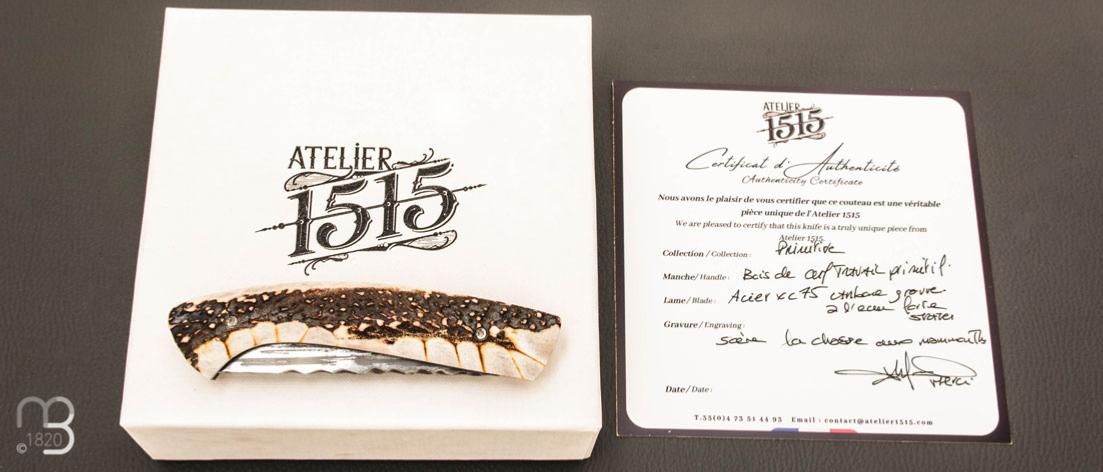 ATELIER
1515
ATELIER
1515
Certificat d'Authenticité
Authenticity Certificate
Nous avons le plaisir de vous certifier que ce couteau est une véritable
pièce unique de l'Atelier 1515
We are pleased to certify that this knife is a truly unique piece from
Atelier 1515.
Collection / Collection : Primitive
Manche / Handle : Bois de cerf Travail primitif.
Lame / Blade : Acier xc75 gravure
a l'eau forte
Gravure / Engraving :
scène la chasse aux mammouths
merci
Date / Date :
T.33(0)4 73 51 44 93 Email : contact@atelier1515.com
©1820